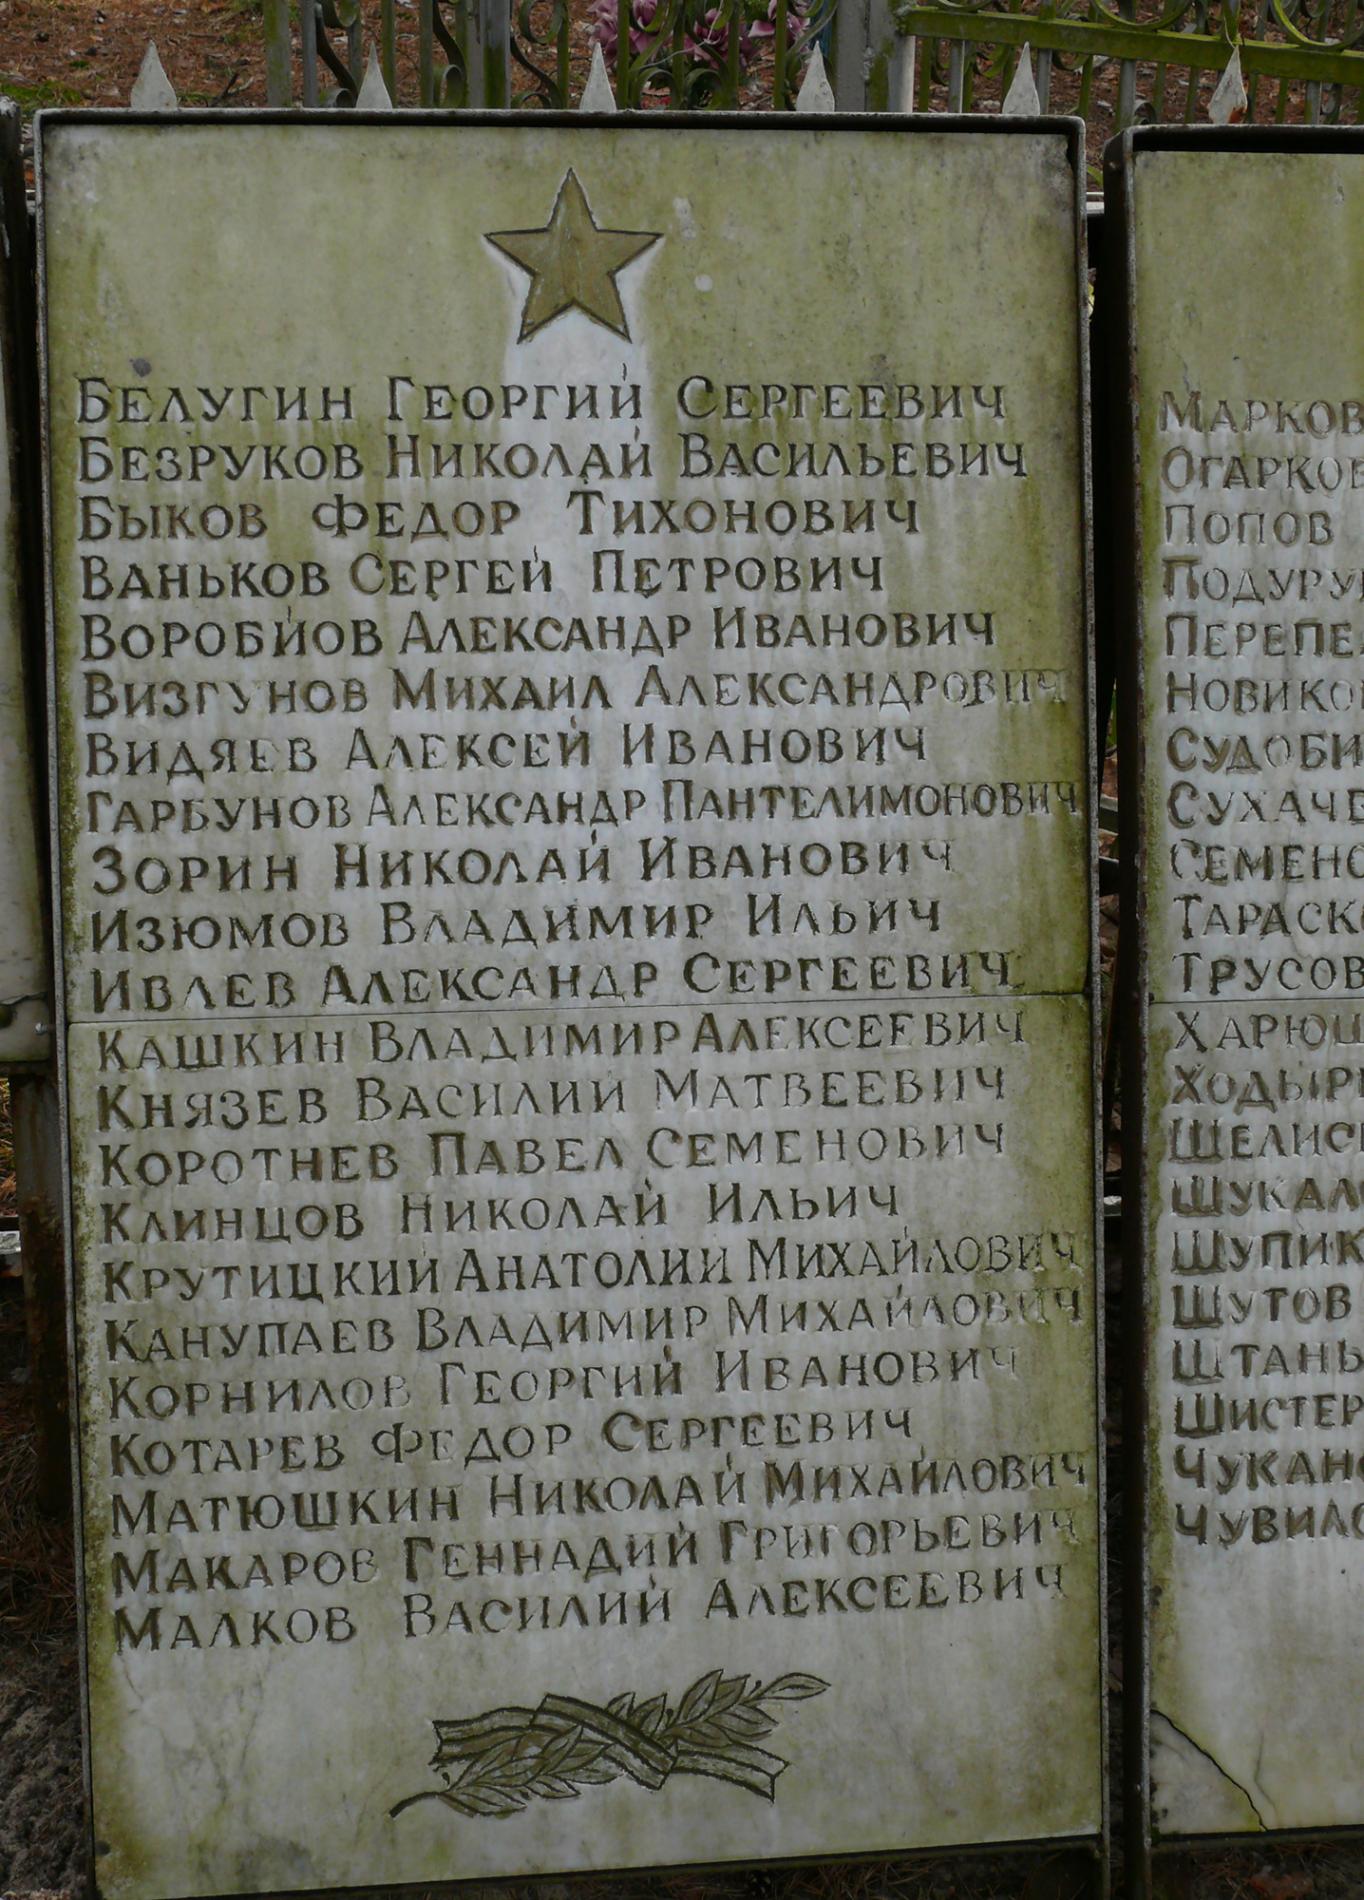 БЕЛУГИН ГЕОРГИЙ СЕРГЕЕВИЧ
БЕЗРУКОВ НИКОЛАЙ ВАСИЛЬЕВИЧ
БЫКОВ ФЕДОР ТИХОНОВИЧ
ВАНЬКОВ СЕРГЕЙ ПЕТРОВИЧ
ВОРОБЙОВ АЛЕКСАНДР ИВАНОВИЧ
ВИЗГУНОВ МИХАИЛ АЛЕКСАНДРОВИЧ
ВИДЯЕВ АЛЕКСЕЙ ИВАНОВИЧ
ГАРБУНОВ АЛЕКСАНДР ПАНТЕЛИМОНОВИЧ
ЗОРИН НИКОЛАЙ ИВАНОВИЧ
ИЗЮМОВ ВЛАДИМИР ИЛЬИЧ
ИВЛЕВ АЛЕКСАНДР СЕРГЕЕВИЧ
КАШКИН ВЛАДИМИР АЛЕКСЕЕВИЧ
КНЯЗЕВ ВАСИЛИЙ МАТВЕЕВИЧ
КОРОТНЕВ ПАВЕЛ СЕМЕНОВИЧ
КЛИНЦОВ НИКОЛАЙ ИЛЬИЧ
КРУТИЦКИЙ АНАТОЛИЙ МИХАЙЛОВИЧ
КАНУПАЕВ ВЛАДИМИР МИХАЙЛОВИЧ
КОРНИЛОВ ГЕОРГИЙ ИВАНОВИЧ
КОТАРЕВ ФЕДОР СЕРГЕЕВИЧ
МАТЮШКИН НИКОЛАЙ МИХАЙЛОВИЧ
МАКАРОВ ГЕННАДИЙ ГРИГОРЬЕВИЧ
МАЛКОВ ВАСИЛИЙ АЛЕКСЕЕВИЧ
МАРКОВ
ПОПОВ
ТРУСОВ
ШУТОВ